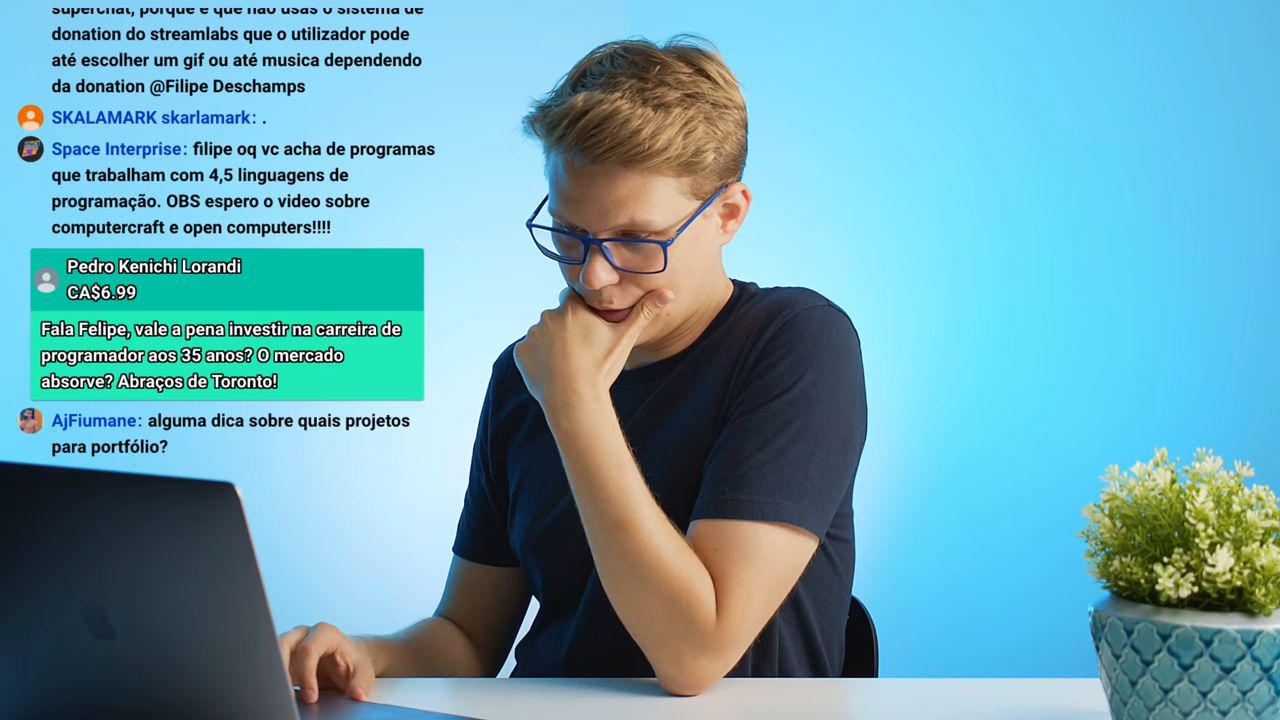 superchat, porque é que não usas o sistema de
donation do streamlabs que o utilizador pode
até escolher um gif ou até musica dependendo
da donation @Filipe Deschamps
SKALAMARK skarlamark: .
Space Interprise: filipe oq vc acha de programas
que trabalham com 4,5 linguagens de
programação. OBS espero o video sobre
computercraft e open computers!!!!
Pedro Kenichi Lorandi
CA$6.99
Fala Felipe, vale a pena investir na carreira de
programador aos 35 anos? O mercado
absorve? Abraços de Toronto!
AjFiumane: alguma dica sobre quais projetos
para portfólio?